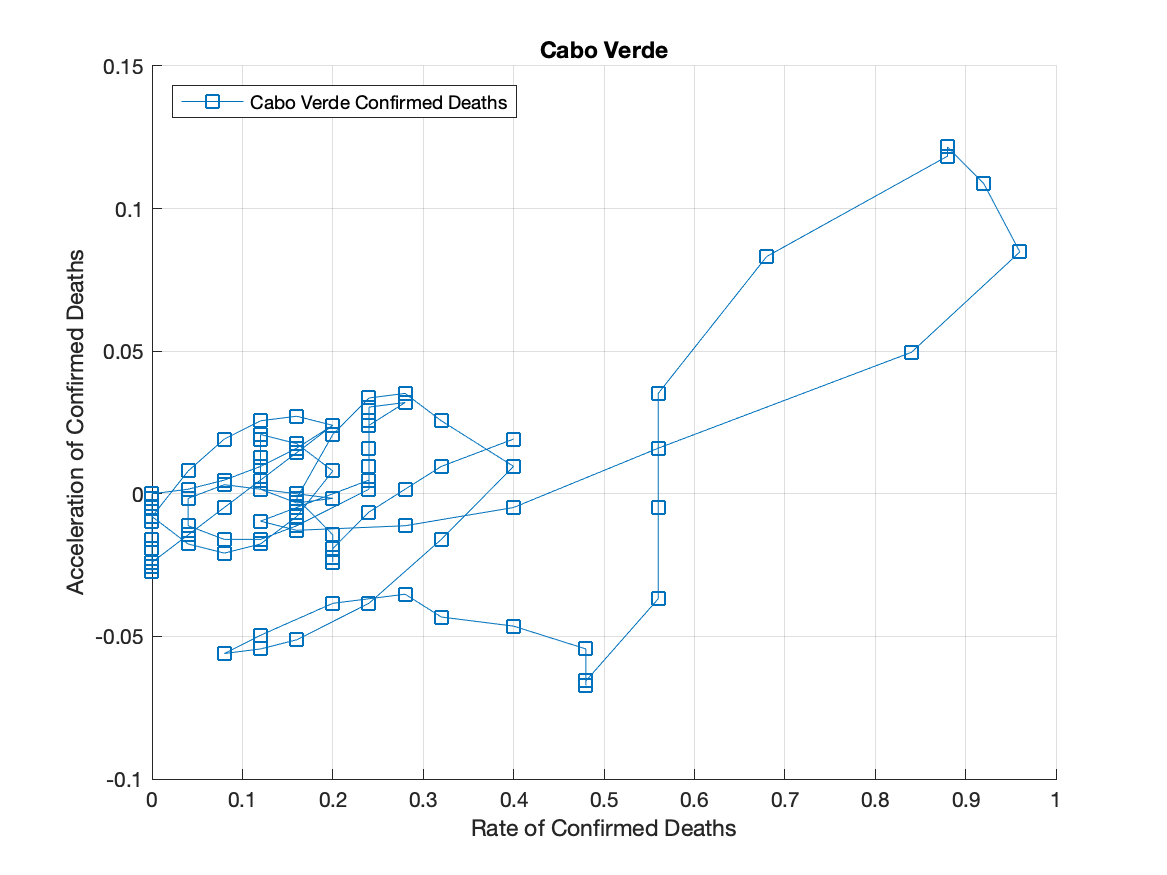 Cabo Verde
0.15
Cabo Verde Confirmed Deaths
0.1
0.05
0
-0.05
-0.1
Acceleration of Confirmed Deaths
0 0.1 0.2 0.3 0.4 0.5 0.6 0.7 0.8 0.9 1
Rate of Confirmed Deaths